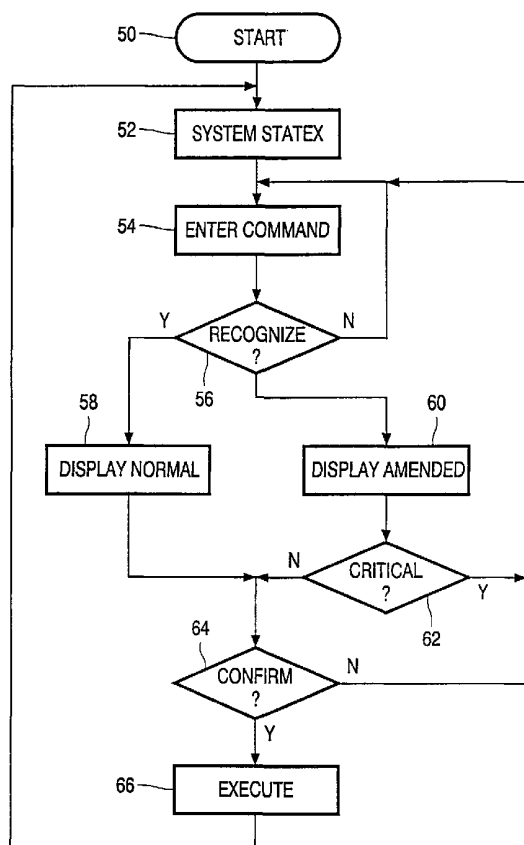 50
START
52
SYSTEM STATEX
54
ENTER COMMAND
Y
RECOGNIZE
?
N
56
58
60
DISPLAY NORMAL
DISPLAY AMENDED
N
CRITICAL
?
Y
62
64
CONFIRM
?
N
Y
66
EXECUTE